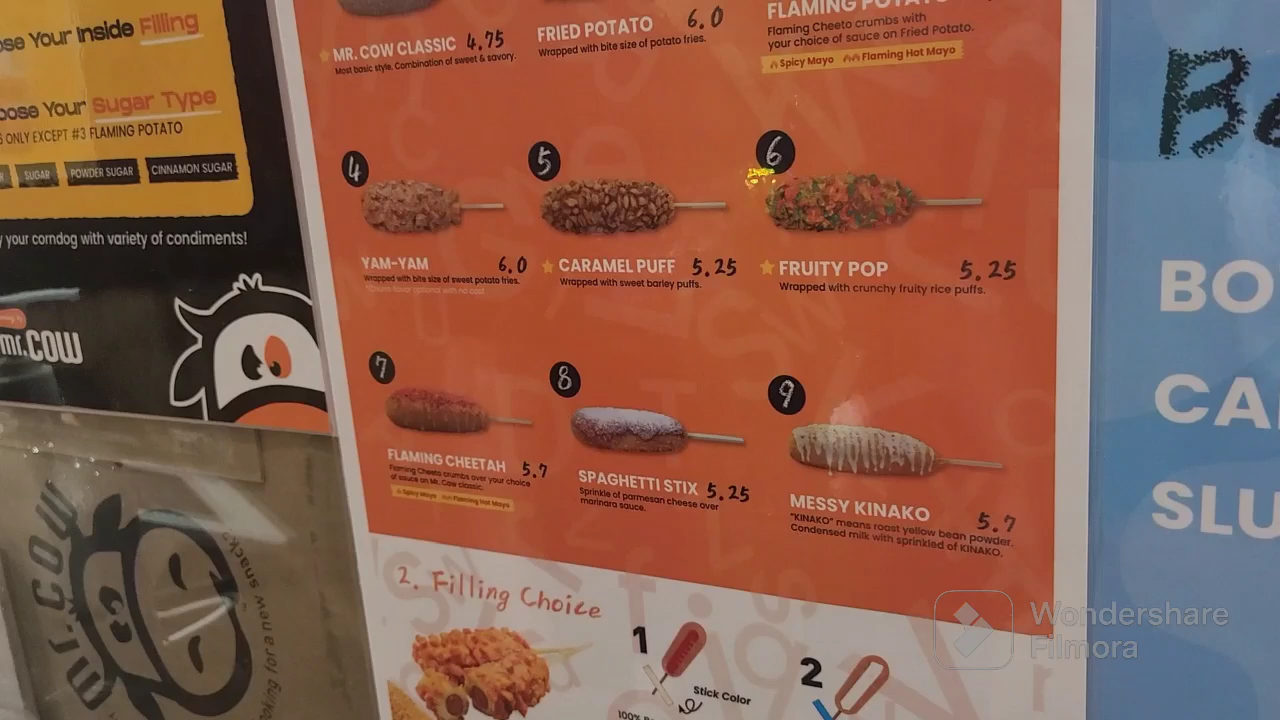 ose Your Inside Filling
oose Your Sugar Type
ONLY EXCEPT #3 FLAMING POTATO
SUGAR
POWDER SUGAR
CINNAMON SUGAR
your corndog with variety of condiments!
mr.COW
MR. COW CLASSIC 4.75
Most basic style. Combination of sweet & savory.
FRIED POTATO 6.0
Wrapped with bite size of potato fries.
FLAMING POTATO
Flaming Cheeto crumbs with
your choice of sauce on Fried Potato.
Spicy Mayo Flaming Hot Mayo
4
YAM-YAM 6.0
Wrapped with bite size of sweet potato fries.
5
CARAMEL PUFF 5.25
Wrapped with sweet barley puffs.
6
FRUITY POP 5.25
Wrapped with crunchy fruity rice puffs.
7
FLAMING CHEETAH 5.7
Flaming Cheeto crumbs over your choice
of sauce on Mr. Cow classic.
Spicy Mayo Flaming Hot Mayo
8
SPAGHETTI STIX 5.25
Sprinkle of parmesan cheese over
marinara sauce.
9
MESSY KINAKO 5.7
"KINAKO" means roast yellow bean powder.
Condensed milk with sprinkled of KINAKO.
2. Filling Choice
1
Stick Color
2
mr.COW
ooking for a new snack?
BO
CA
SLU
Wondershare
Filmora